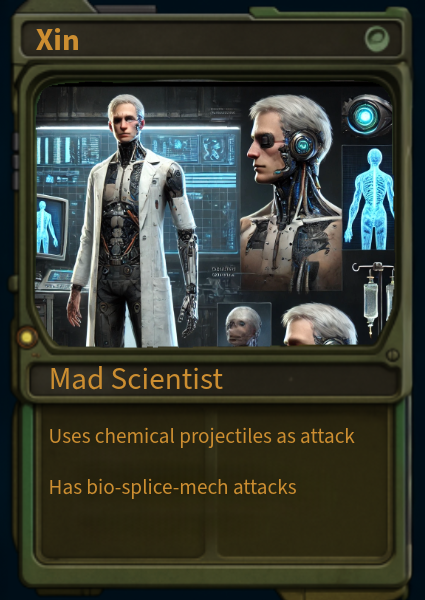 Xin
Mad Scientist
Uses chemical projectiles as attack
Has bio-splice-mech attacks